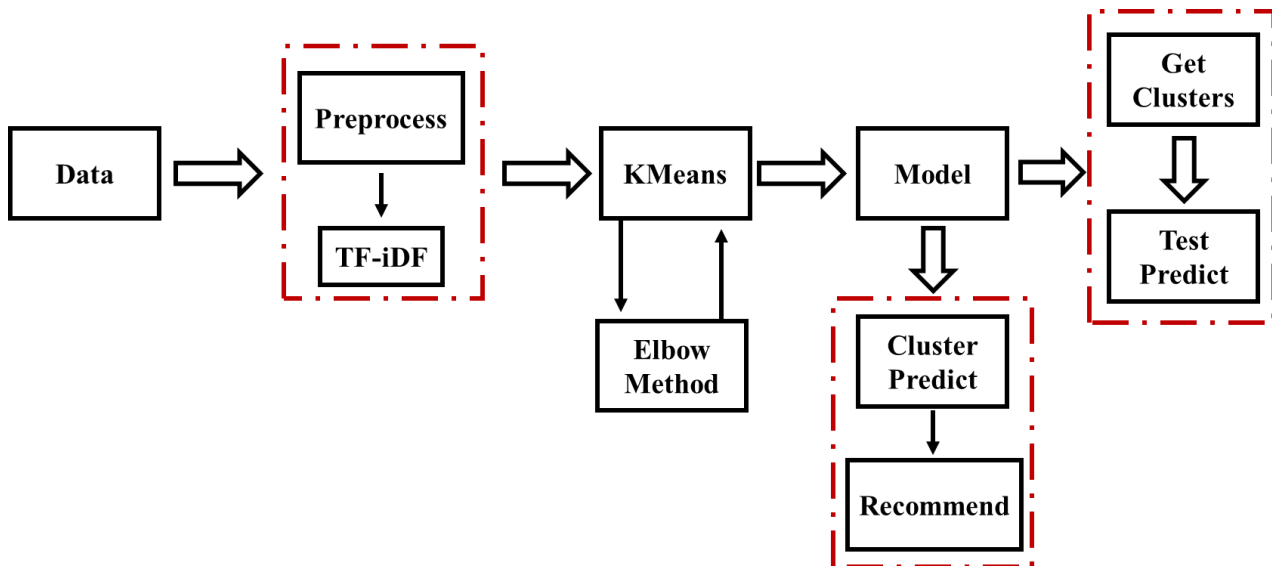 Data
Preprocess
TF-iDF
KMeans
Elbow
Method
Model
Cluster
Predict
Recommend
Get
Clusters
Test
Predict